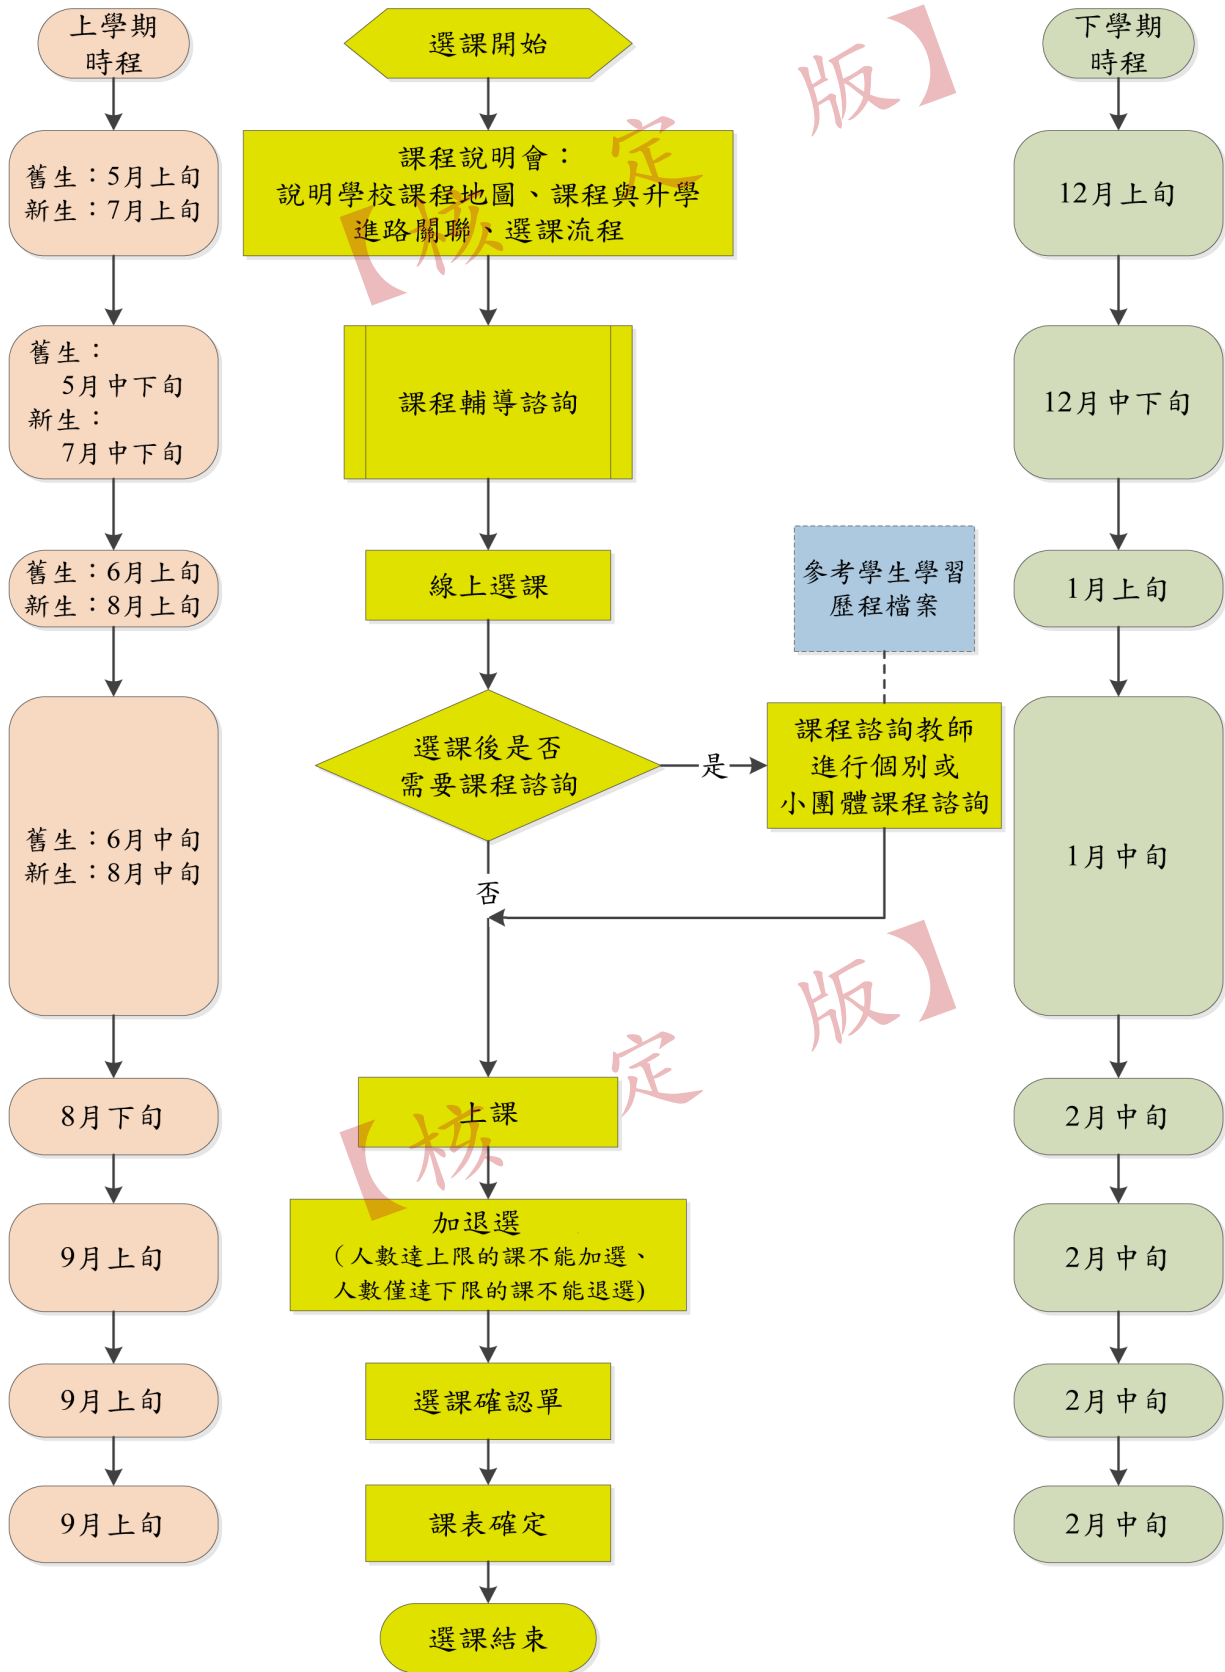 上學期
時程
選課開始
下學期
時程
舊生：5月上旬
新生：7月上旬
課程說明會：
說明學校課程地圖、課程與升學
進路關聯、選課流程
12月上旬
舊生：
5月中下旬
新生：
7月中下旬
課程輔導諮詢
12月中下旬
舊生：6月上旬
新生：8月上旬
線上選課
參考學生學習
歷程檔案
1月上旬
選課後是否
需要課程諮詢
是
課程諮詢教師
進行個別或
小團體課程諮詢
舊生：6月中旬
新生：8月中旬
否
1月中旬
8月下旬
上課
2月中旬
9月上旬
加退選
（人數達上限的課不能加選、
人數僅達下限的課不能退選)
2月中旬
9月上旬
選課確認單
2月中旬
9月上旬
課表確定
2月中旬
選課結束
【核定版】
【核定版】